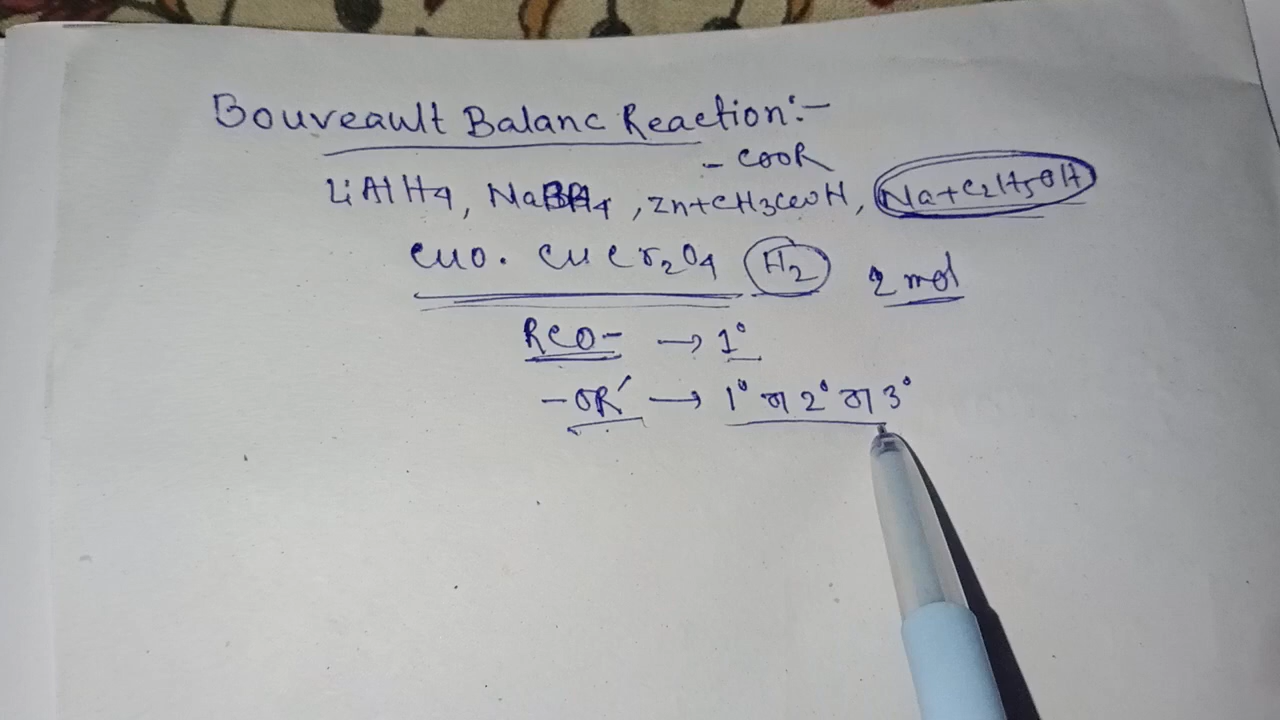 Bouveault Balanc Reaction:-
- COOR
LiAlH4, NaBH4, Zn+CH3COOH, Na+C2H5OH
CuO. CuCr2O4 H2 2 mol
RCO- → 1°
-OR' → 1° বা 2° বা 3°